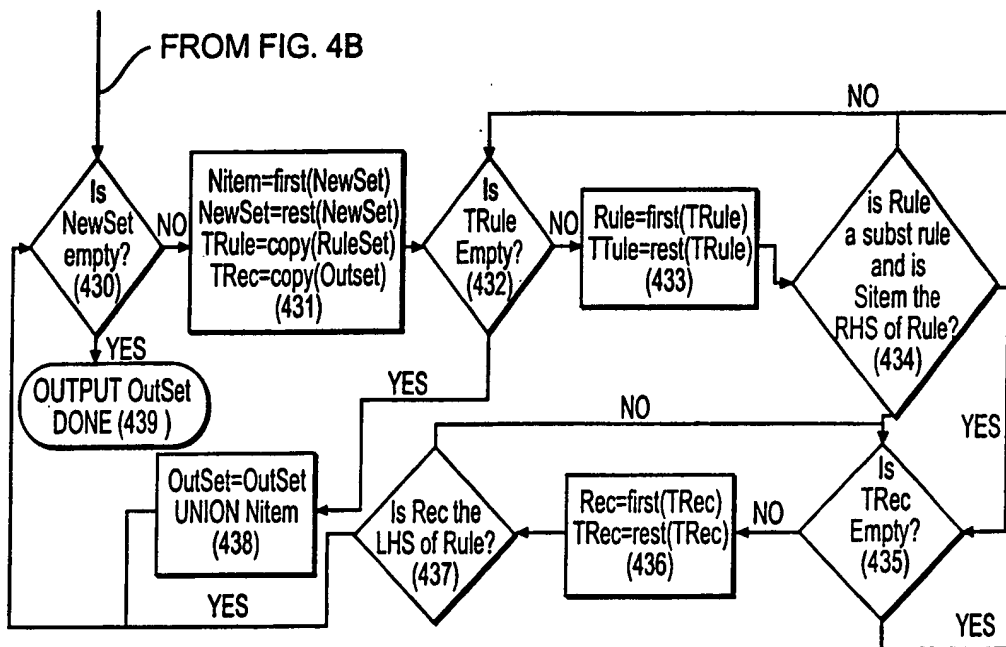 FROM FIG. 4B
NO
Is
NewSet
empty?
(430)
NO
Nitem=first(NewSet)
NewSet=rest(NewSet)
TRule=copy(RuleSet)
TRec=copy(Outset)
(431)
Is
TRule
Empty?
(432)
NO
Rule=first(TRule)
TTule=rest(TRule)
(433)
is Rule
a subst rule
and is
Sitem the
RHS of Rule?
(434)
YES
OUTPUT OutSet
DONE (439 )
YES
NO
YES
OutSet=OutSet
UNION Nitem
(438)
Is Rec the
LHS of Rule?
(437)
Rec=first(TRec)
TRec=rest(TRec)
(436)
NO
Is
TRec
Empty?
(435)
YES
YES